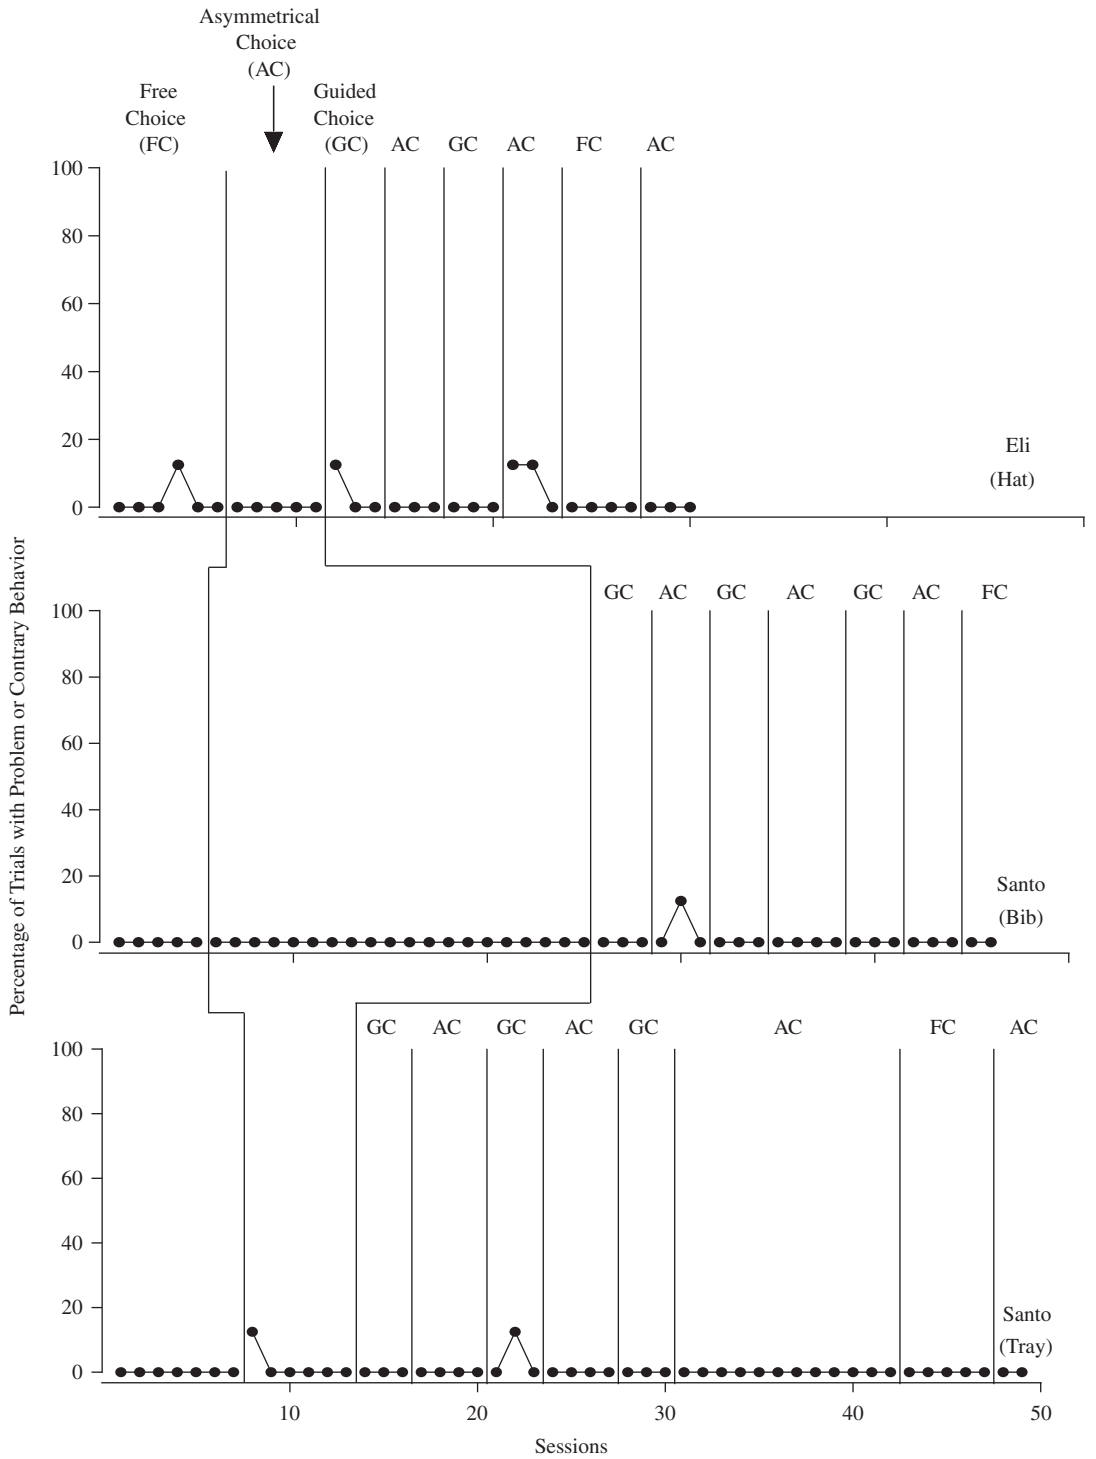 Asymmetrical
Choice
(AC)
Free
Choice
(FC)
Guided
Choice
(GC)
AC
GC
AC
FC
AC
100
80
60
40
20
0
Eli
(Hat)
Percentage of Trials with Problem or Contrary Behavior
GC
AC
GC
AC
GC
AC
FC
100
80
60
40
20
0
Santo
(Bib)
GC
AC
GC
AC
GC
AC
FC
AC
100
80
60
40
20
0
Santo
(Tray)
10
20
30
40
50
Sessions